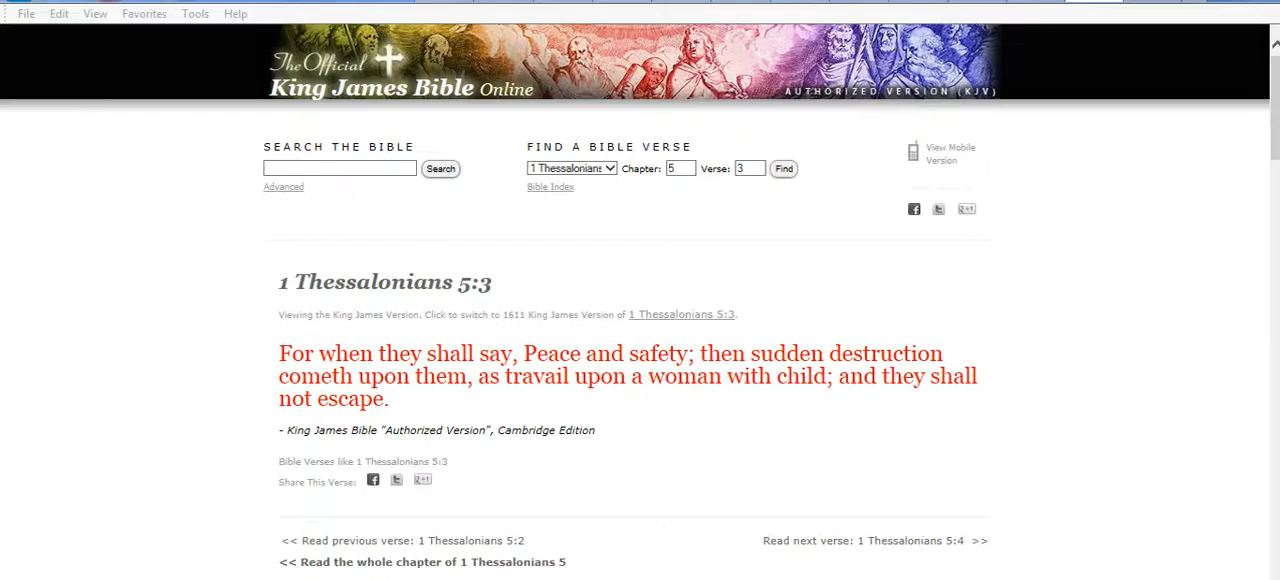 File Edit View Favorites Tools Help
The Official
King James Bible Online
AUTHORIZED VERSION (KJV)
SEARCH THE BIBLE
Search
Advanced
FIND A BIBLE VERSE
1 Thessalonians Chapter: 5 Verse: 3 Find
Bible Index
View Mobile
Version
1 Thessalonians 5:3
Viewing the King James Version. Click to switch to 1611 King James Version of 1 Thessalonians 5:3.
For when they shall say, Peace and safety; then sudden destruction
cometh upon them, as travail upon a woman with child; and they shall
not escape.
- King James Bible "Authorized Version", Cambridge Edition
Bible Verses like 1 Thessalonians 5:3
Share This Verse:
<< Read previous verse: 1 Thessalonians 5:2
Read next verse: 1 Thessalonians 5:4 >>
<< Read the whole chapter of 1 Thessalonians 5